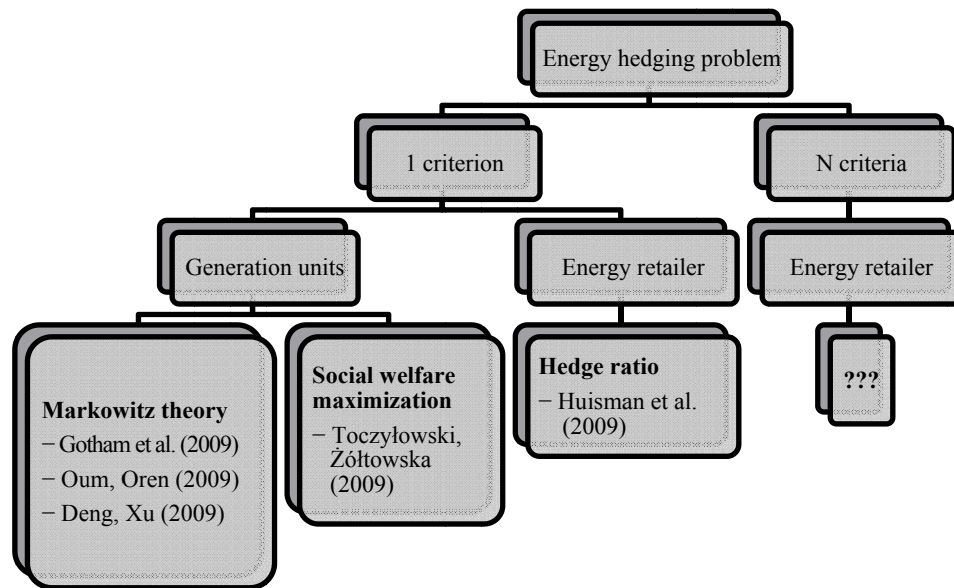 Energy hedging problem
1 criterion
N criteria
Generation units
Energy retailer
Energy retailer
Markowitz theory
− Gotham et al. (2009)
− Oum, Oren (2009)
− Deng, Xu (2009)
Social welfare
maximization
− Toczyłowski,
Żółtowska
(2009)
Hedge ratio
− Huisman et al.
(2009)
???